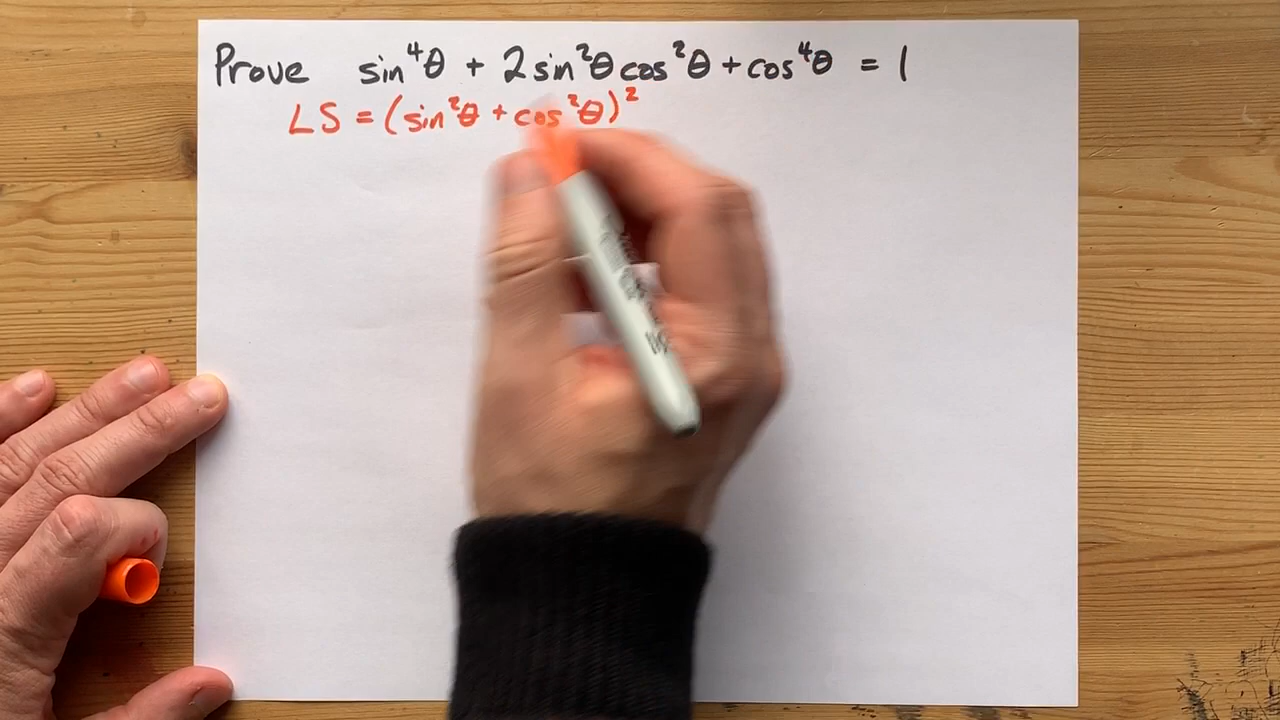 Prove sin⁴θ + 2sin²θcos²θ + cos⁴θ = 1
LS = (sin²θ + cos²θ)²